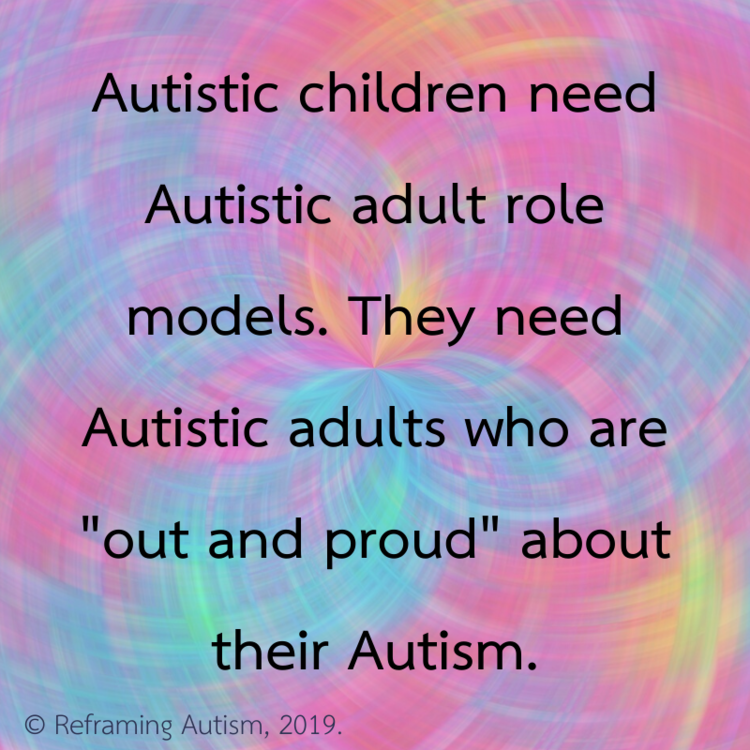 Autistic children need
Autistic adult role
models. They need
Autistic adults who are
"out and proud" about
their Autism.
© Reframing Autism, 2019.